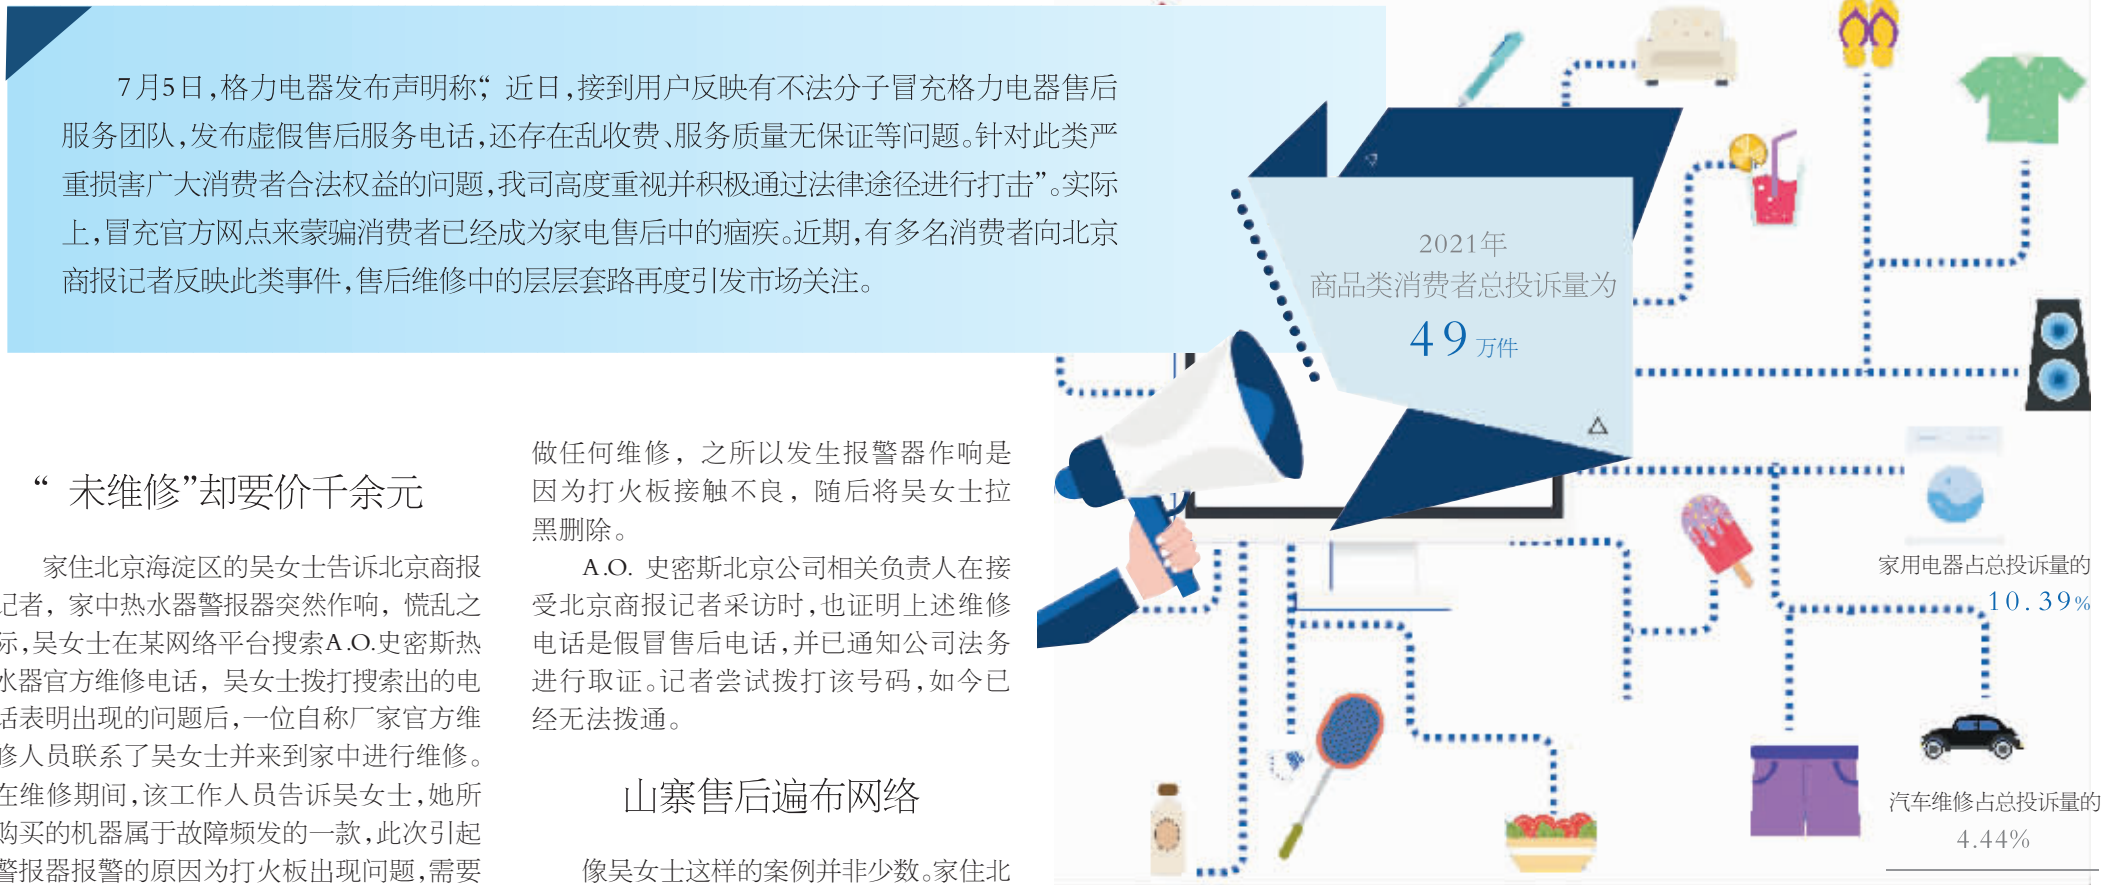 7月5日,格力电器发布声明称“,近日,接到用户反映有不法分子冒充格力电器售后
服务团队,发布虚假售后服务电话,还存在乱收费、服务质量无保证等问题。针对此类严
重损害广大消费者合法权益的问题,我司高度重视并积极通过法律途径进行打击”。实际
上,冒充官方网点来蒙骗消费者已经成为家电售后中的痼疾。近期,有多名消费者向北京
商报记者反映此类事件,售后维修中的层层套路再度引发市场关注。
“ 未维修”却要价千余元
家住北京海淀区的吴女士告诉北京商报
记者, 家中热水器警报器突然作响, 慌乱之
际,吴女士在某网络平台搜索A.O.史密斯热
水器官方维修电话, 吴女士拨打搜索出的电
话表明出现的问题后,一位自称厂家官方维
修人员联系了吴女士并来到家中进行维修。
在维修期间,该工作人员告诉吴女士,她所
购买的机器属于故障频发的一款,此次引起
警报器报警的原因为打火板出现问题,需要
做任何维修, 之所以发生报警器作响是
因为打火板接触不良, 随后将吴女士拉
黑删除。
A.O. 史密斯北京公司相关负责人在接
受北京商报记者采访时,也证明上述维修
电话是假冒售后电话,并已通知公司法务
进行取证。记者尝试拨打该号码,如今已
经无法拨通。
山寨售后遍布网络
像吴女士这样的案例并非少数。家住北
2021年
商品类消费者总投诉量为
49万件
家用电器占总投诉量的
10.39%
汽车维修占总投诉量的
4.44%